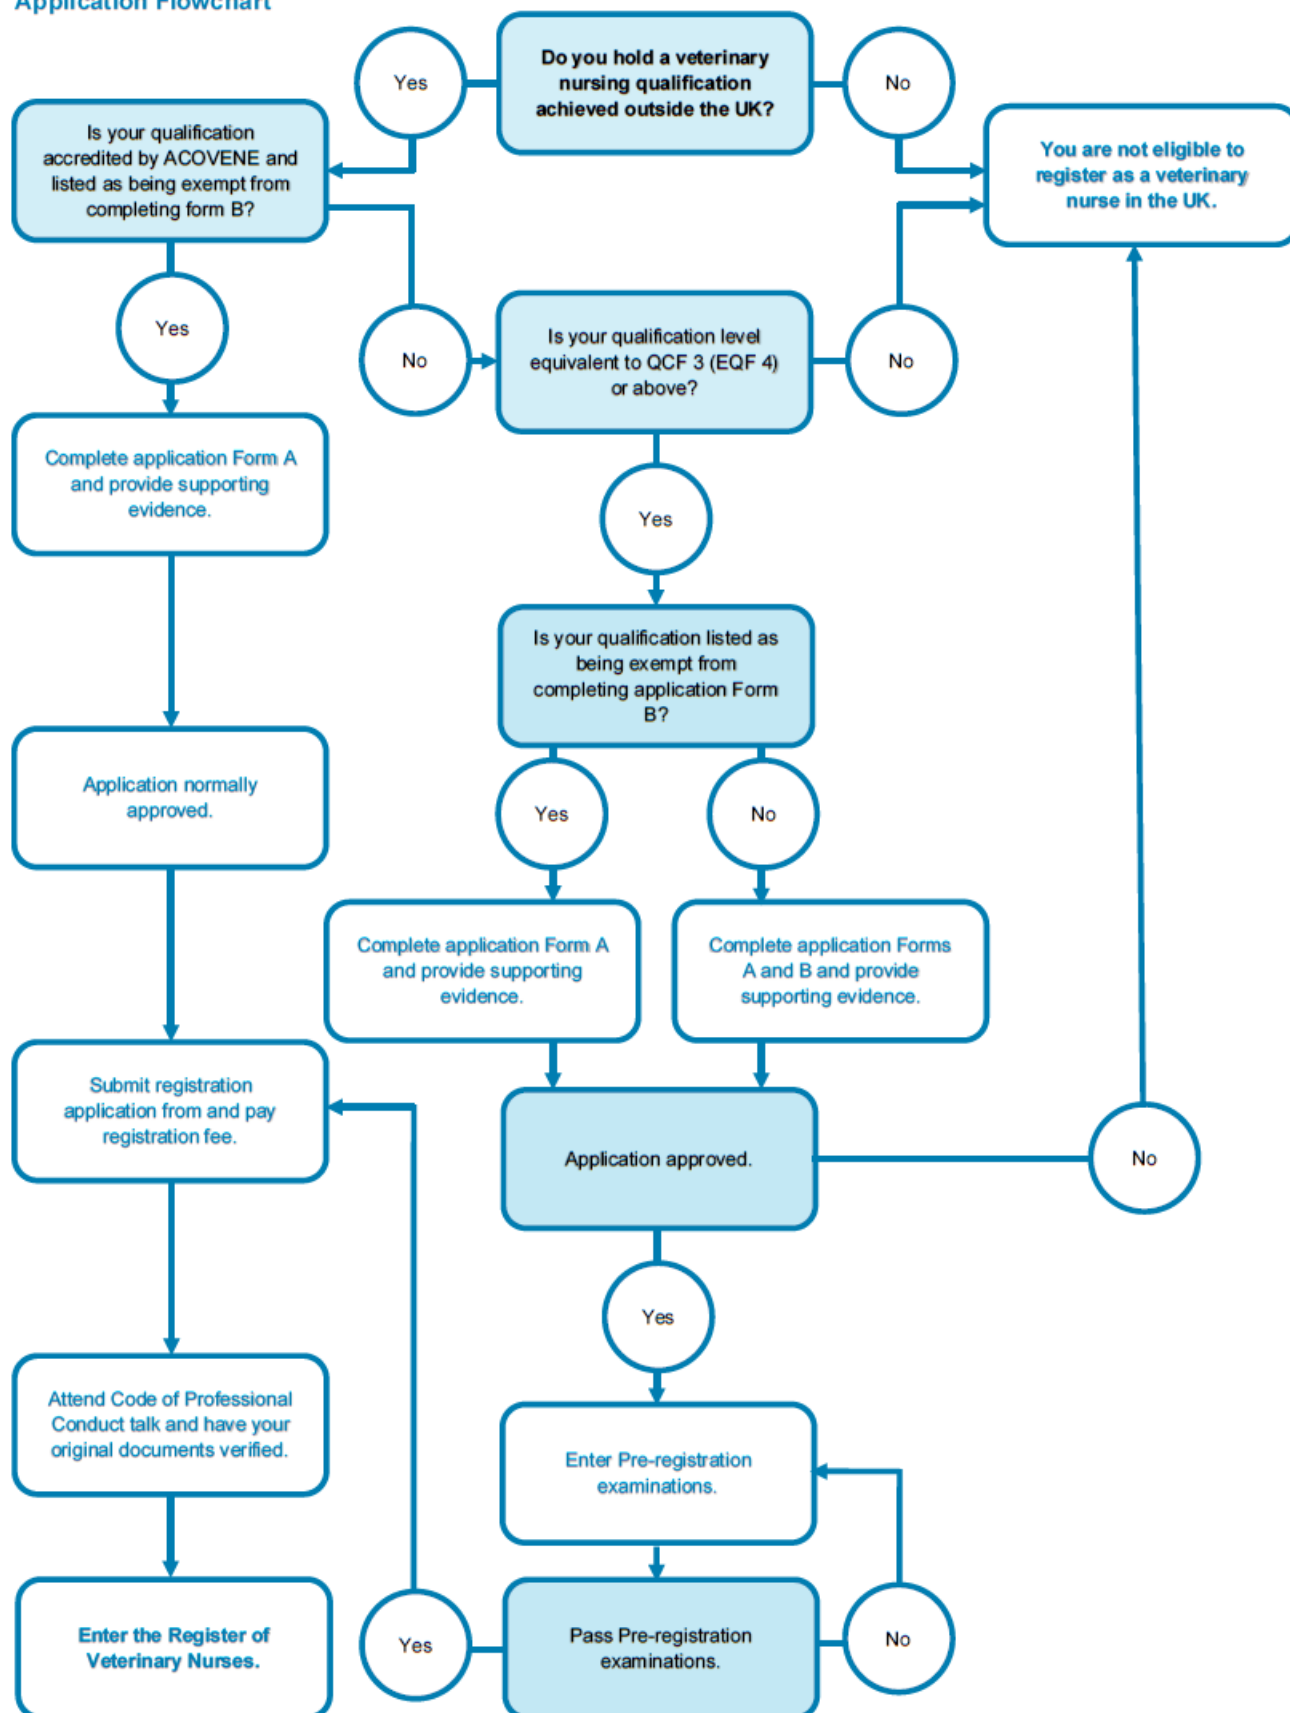 Application Flowchart
Do you hold a veterinary
nursing qualification
achieved outside the UK?
Yes
No
Is your qualification
accredited by ACOVENE and
listed as being exempt from
completing form B?
You are not eligible to
register as a veterinary
nurse in the UK.
Yes
No
Is your qualification level
equivalent to QCF 3 (EQF 4)
or above?
No
Complete application Form A
and provide supporting
evidence.
Yes
Is your qualification listed as
being exempt from
completing application Form
B?
Application normally
approved.
Yes
No
Complete application Form A
and provide supporting
evidence.
Complete application Forms
A and B and provide
supporting evidence.
Submit registration
application from and pay
registration fee.
Application approved.
No
Yes
Attend Code of Professional
Conduct talk and have your
original documents verified.
Enter Pre-registration
examinations.
Enter the Register of
Veterinary Nurses.
Yes
Pass Pre-registration
examinations.
No